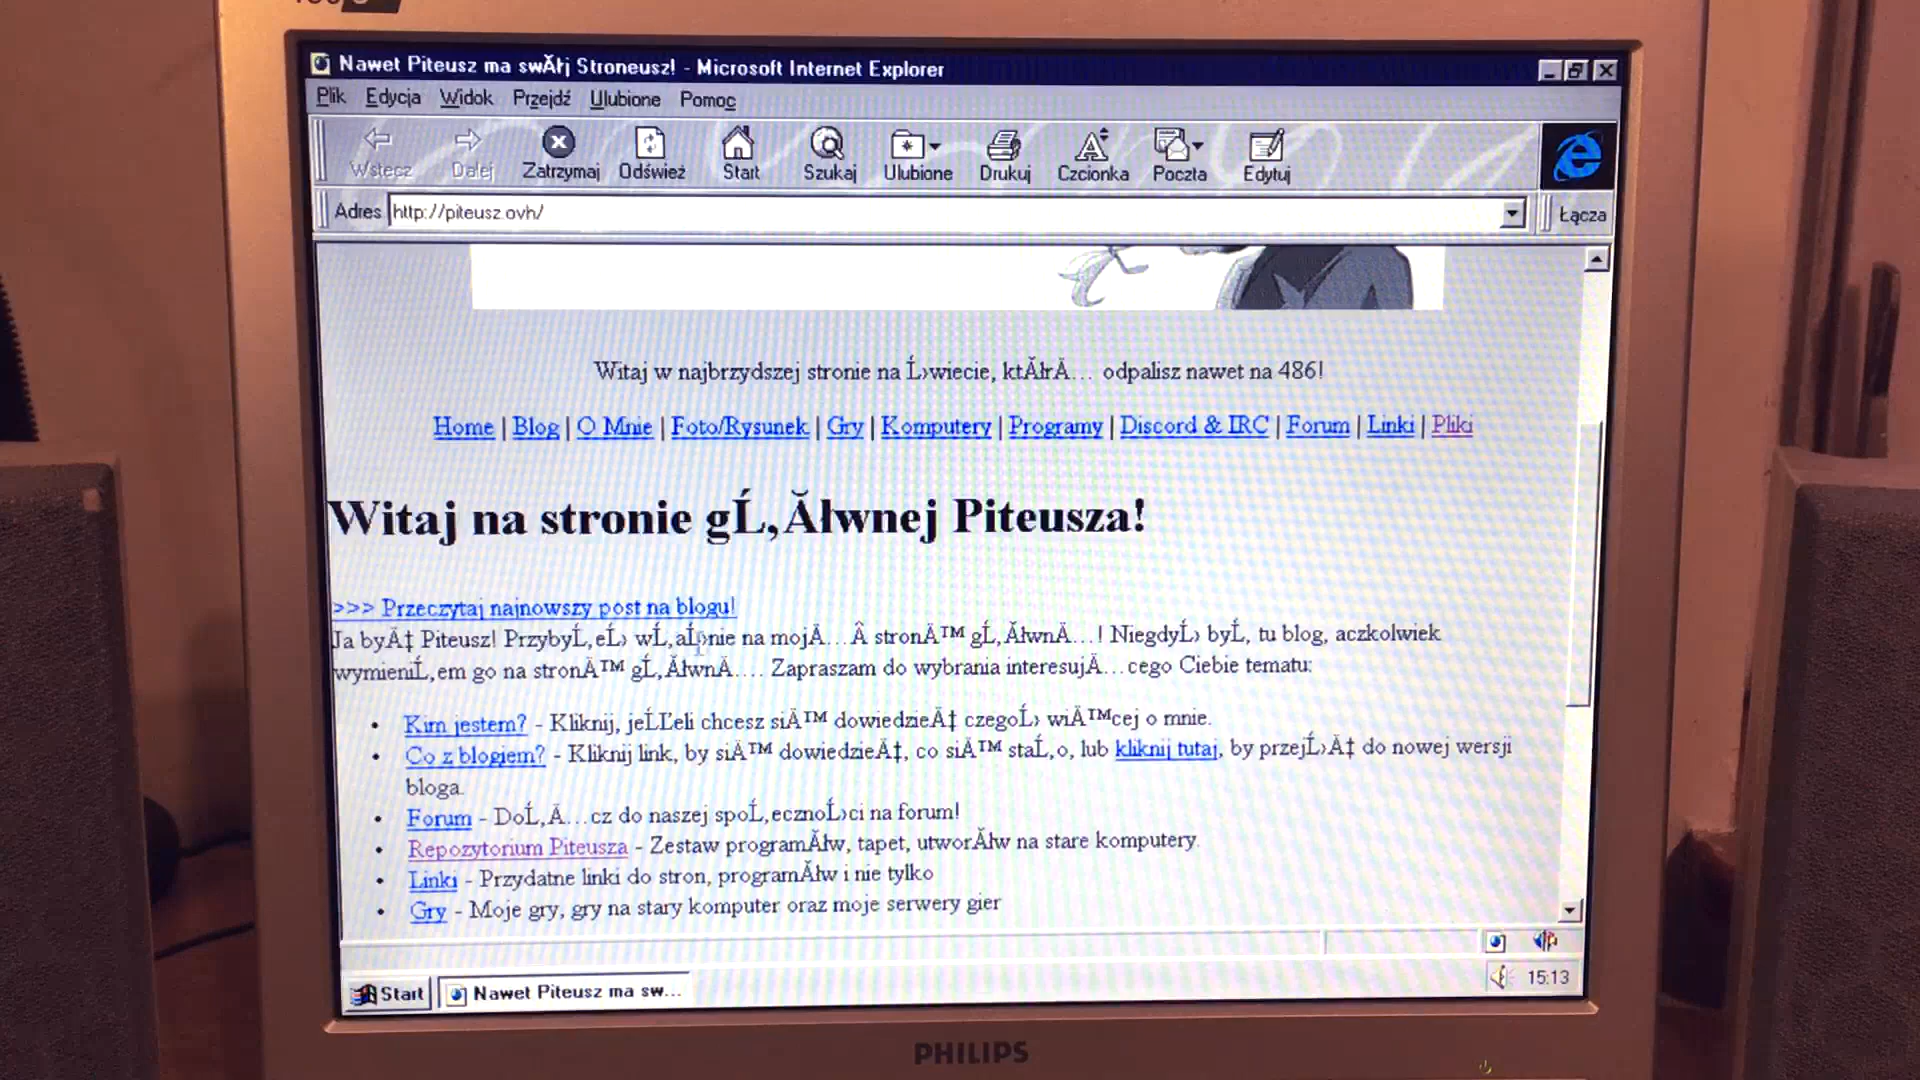 Nawet Piteusz ma swĂłj Stroneusz! - Microsoft Internet Explorer
Plik Edycja Widok Przejdź Ulubione Pomoc
Wstecz Dalej Zatrzymaj Odśwież Start Szukaj Ulubione Drukuj Czcionka Poczta Edytuj
Adres http://piteusz.ovh/ Łącza
Witaj w najbrzydszej stronie na Ĺ›wiecie, ktĂłrÄ… odpalisz nawet na 486!
Home | Blog | O Mnie | Foto/Rysunek | Gry | Komputery | Programy | Discord & IRC | Forum | Linki | Pliki
Witaj na stronie gĹ‚Ăłwnej Piteusza!
>>> Przeczytaj najnowszy post na blogu!
Ja byÄ‡ Piteusz! PrzybyĹ‚eĹ› wĹ‚aĹ›nie na mojÄ…Â stronÄ™ gĹ‚ĂłwnÄ…! NiegdyĹ› byĹ‚ tu blog, aczkolwiek
wymieniĹ‚em go na stronÄ™ gĹ‚ĂłwnÄ…. Zapraszam do wybrania interesujÄ…cego Ciebie tematu:
• Kim jestem? - Kliknij, jeĹĽeli chcesz siÄ™ dowiedzieÄ‡ czegoĹ› wiÄ™cej o mnie.
• Co z blogiem? - Kliknij link, by siÄ™ dowiedzieÄ‡, co siÄ™ staĹ‚o, lub kliknij tutaj, by przejĹ›Ä‡ do nowej wersji
bloga.
• Forum - DoĹ‚Ä…cz do naszej spoĹ‚ecznoĹ›ci na forum!
• Repozytorium Piteusza - Zestaw programĂłw, tapet, utworĂłw na stare komputery.
• Linki - Przydatne linki do stron, programĂłw i nie tylko
• Gry - Moje gry, gry na stary komputer oraz moje serwery gier
Start Nawet Piteusz ma sw... 15:13
PHILIPS